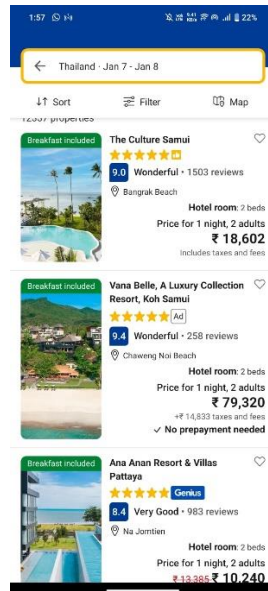 1:57
22%
Thailand · Jan 7 - Jan 8
↓↑ Sort
Filter
Map
12557 properties
Breakfast included
The Culture Samui
9.0 Wonderful · 1503 reviews
Bangrak Beach
Hotel room: 2 beds
Price for 1 night, 2 adults
₹ 18,602
Includes taxes and fees
Breakfast included
Vana Belle, A Luxury Collection
Resort, Koh Samui
Ad
9.4 Wonderful · 258 reviews
Chaweng Noi Beach
Hotel room: 2 beds
Price for 1 night, 2 adults
₹ 79,320
+₹ 14,833 taxes and fees
✓ No prepayment needed
Breakfast included
Ana Anan Resort & Villas
Pattaya
Genius
8.4 Very Good · 983 reviews
Na Jomtien
Hotel room: 2 beds
Price for 1 night, 2 adults
₹ 13,385 ₹ 10,240